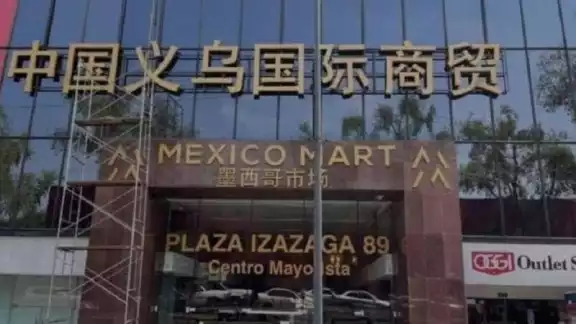 中国义乌国际商贸
MEXICO MART
墨西哥市场
PLAZA IZAZAGA 89
Centro Mayorista
Outlet S